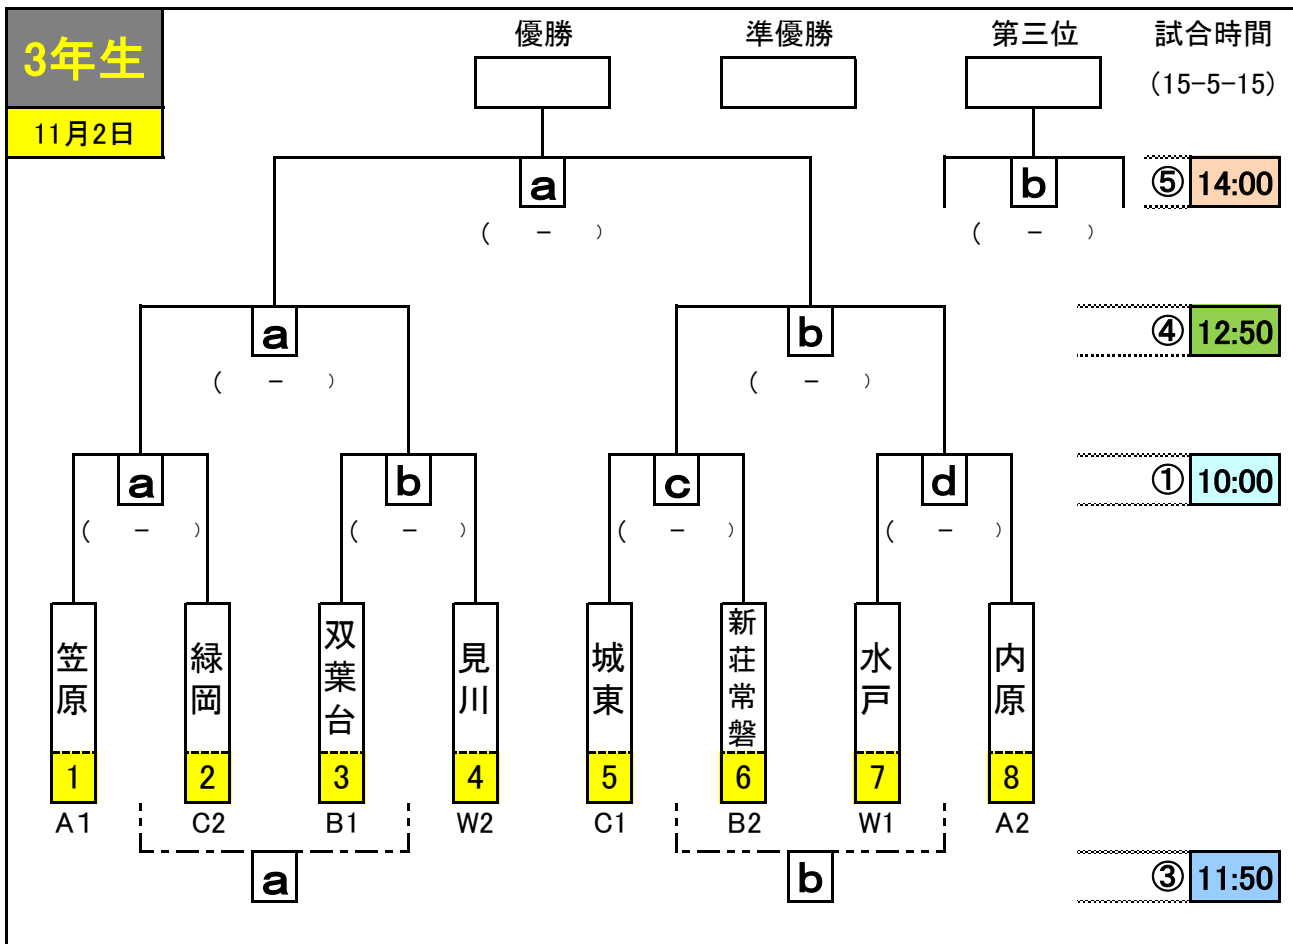 3年生
優勝 準優勝 第三位 試合時間
(15-5-15)
11月2日
a b ⑤ 14:00
( - ) ( - )
a b ④ 12:50
( - ) ( - )
a b c d ① 10:00
( - ) ( - ) ( - ) ( - )
笠原 緑岡 双葉台 見川 城東 新荘常磐 水戸 内原
1 2 3 4 5 6 7 8
A1 C2 B1 W2 C1 B2 W1 A2
a b ③ 11:50